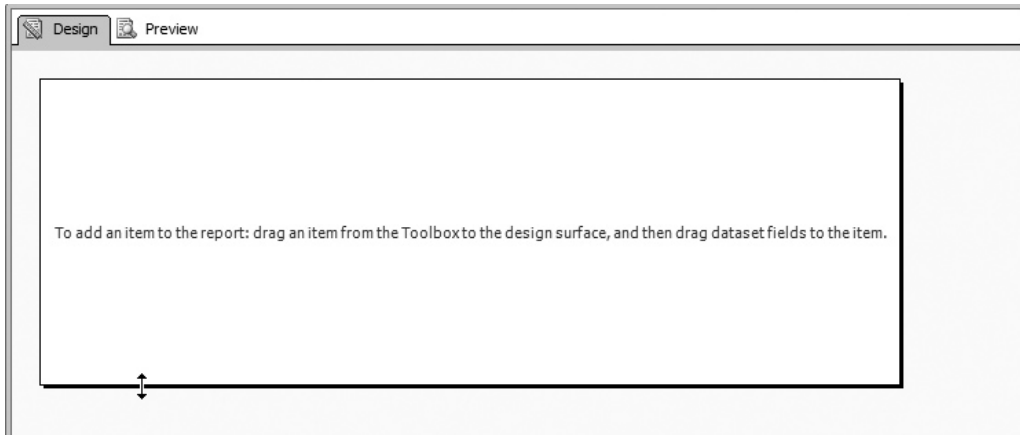 Design
Preview
To add an item to the report: drag an item from the Toolbox to the design surface, and then drag dataset fields to the item.